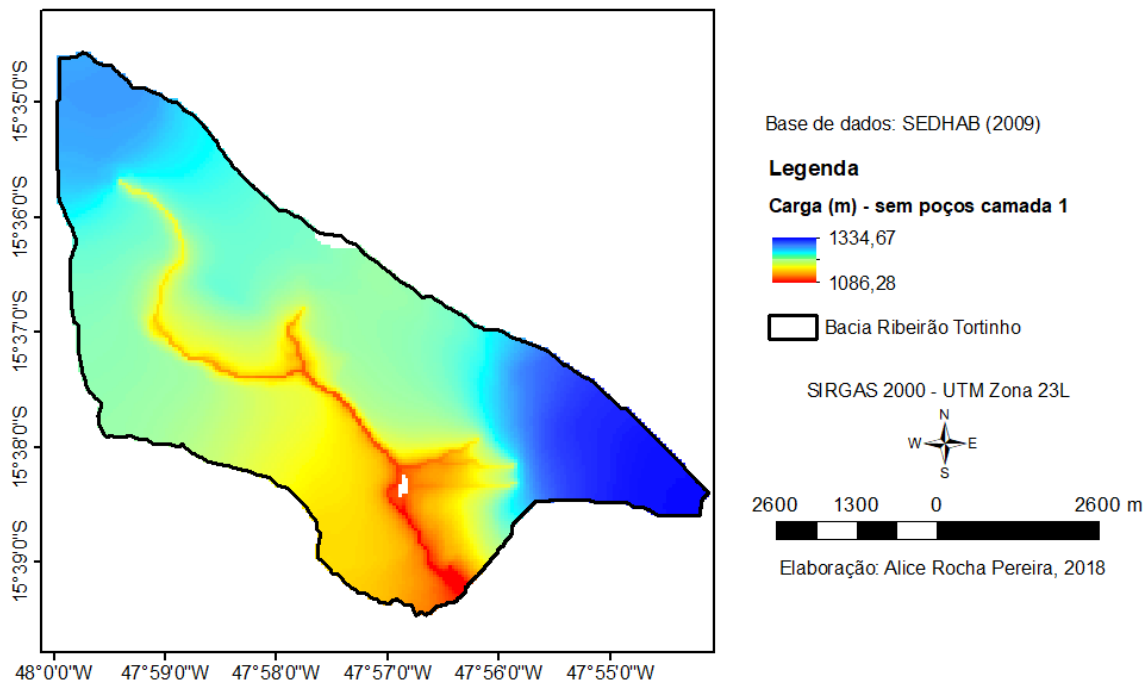 15°35'0"S
15°36'0"S
15°37'0"S
15°38'0"S
15°39'0"S
48°0'0"W 47°59'0"W 47°58'0"W 47°57'0"W 47°56'0"W 47°55'0"W
Base de dados: SEDHAB (2009)
Legenda
Carga (m) - sem poços camada 1
1334,67
1086,28
Bacia Ribeirão Tortinho
SIRGAS 2000 - UTM Zona 23L
N
W E
S
2600 1300 0 2600 m
Elaboração: Alice Rocha Pereira, 2018